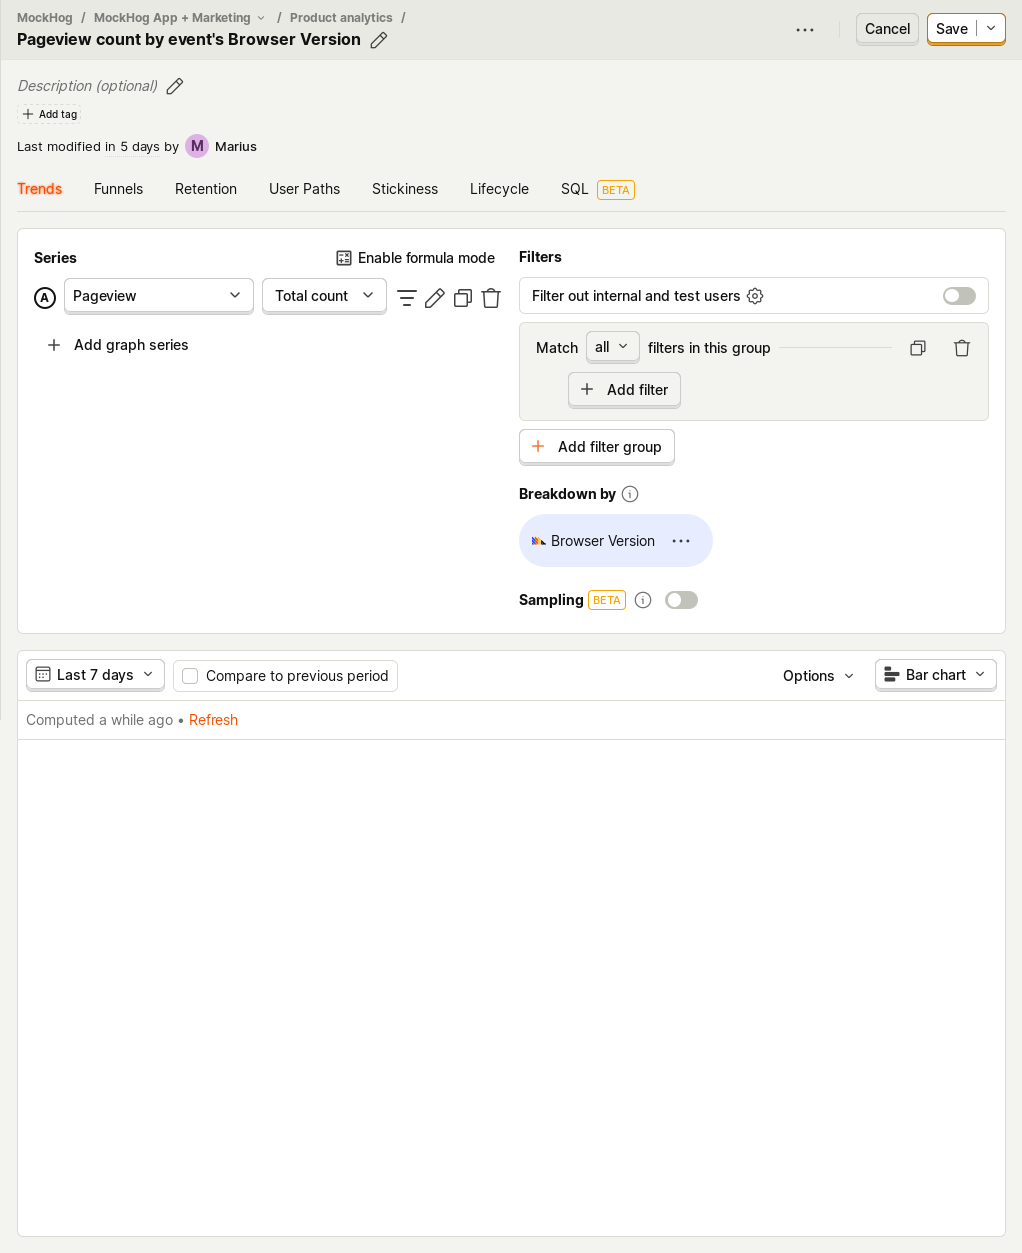 MockHog / MockHog App + Marketing / Product analytics /
Pageview count by event's Browser Version
Cancel
Save
Description (optional)
Add tag
Last modified in 5 days by M Marius
Trends Funnels Retention User Paths Stickiness Lifecycle SQL BETA
Series
Enable formula mode
A Pageview Total count
Add graph series
Filters
Filter out internal and test users
Match all filters in this group
Add filter
Add filter group
Breakdown by
Browser Version
Sampling BETA
Last 7 days
Compare to previous period
Options
Bar chart
Computed a while ago • Refresh